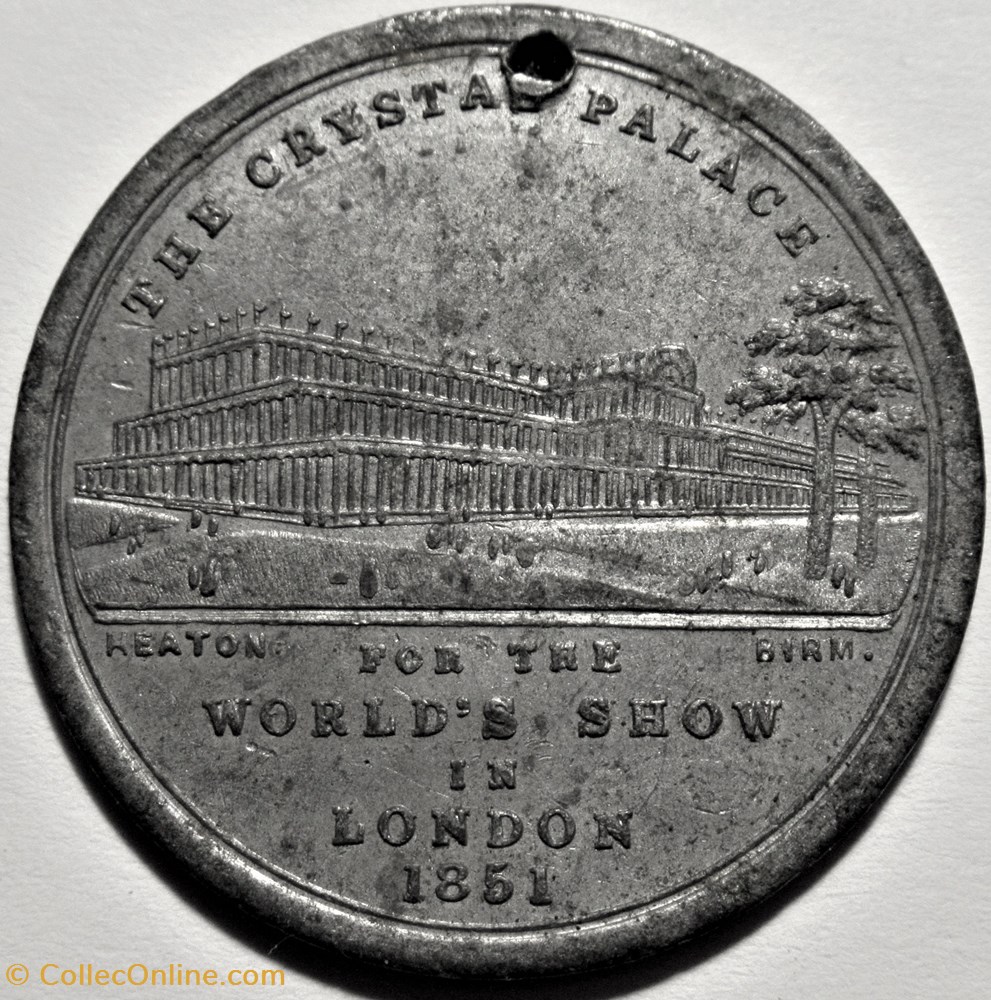 THE CRYSTAL PALACE
HEATON. BIRM.
FOR THE
WORLD'S SHOW
IN
LONDON
1851
© CollecOnline.com